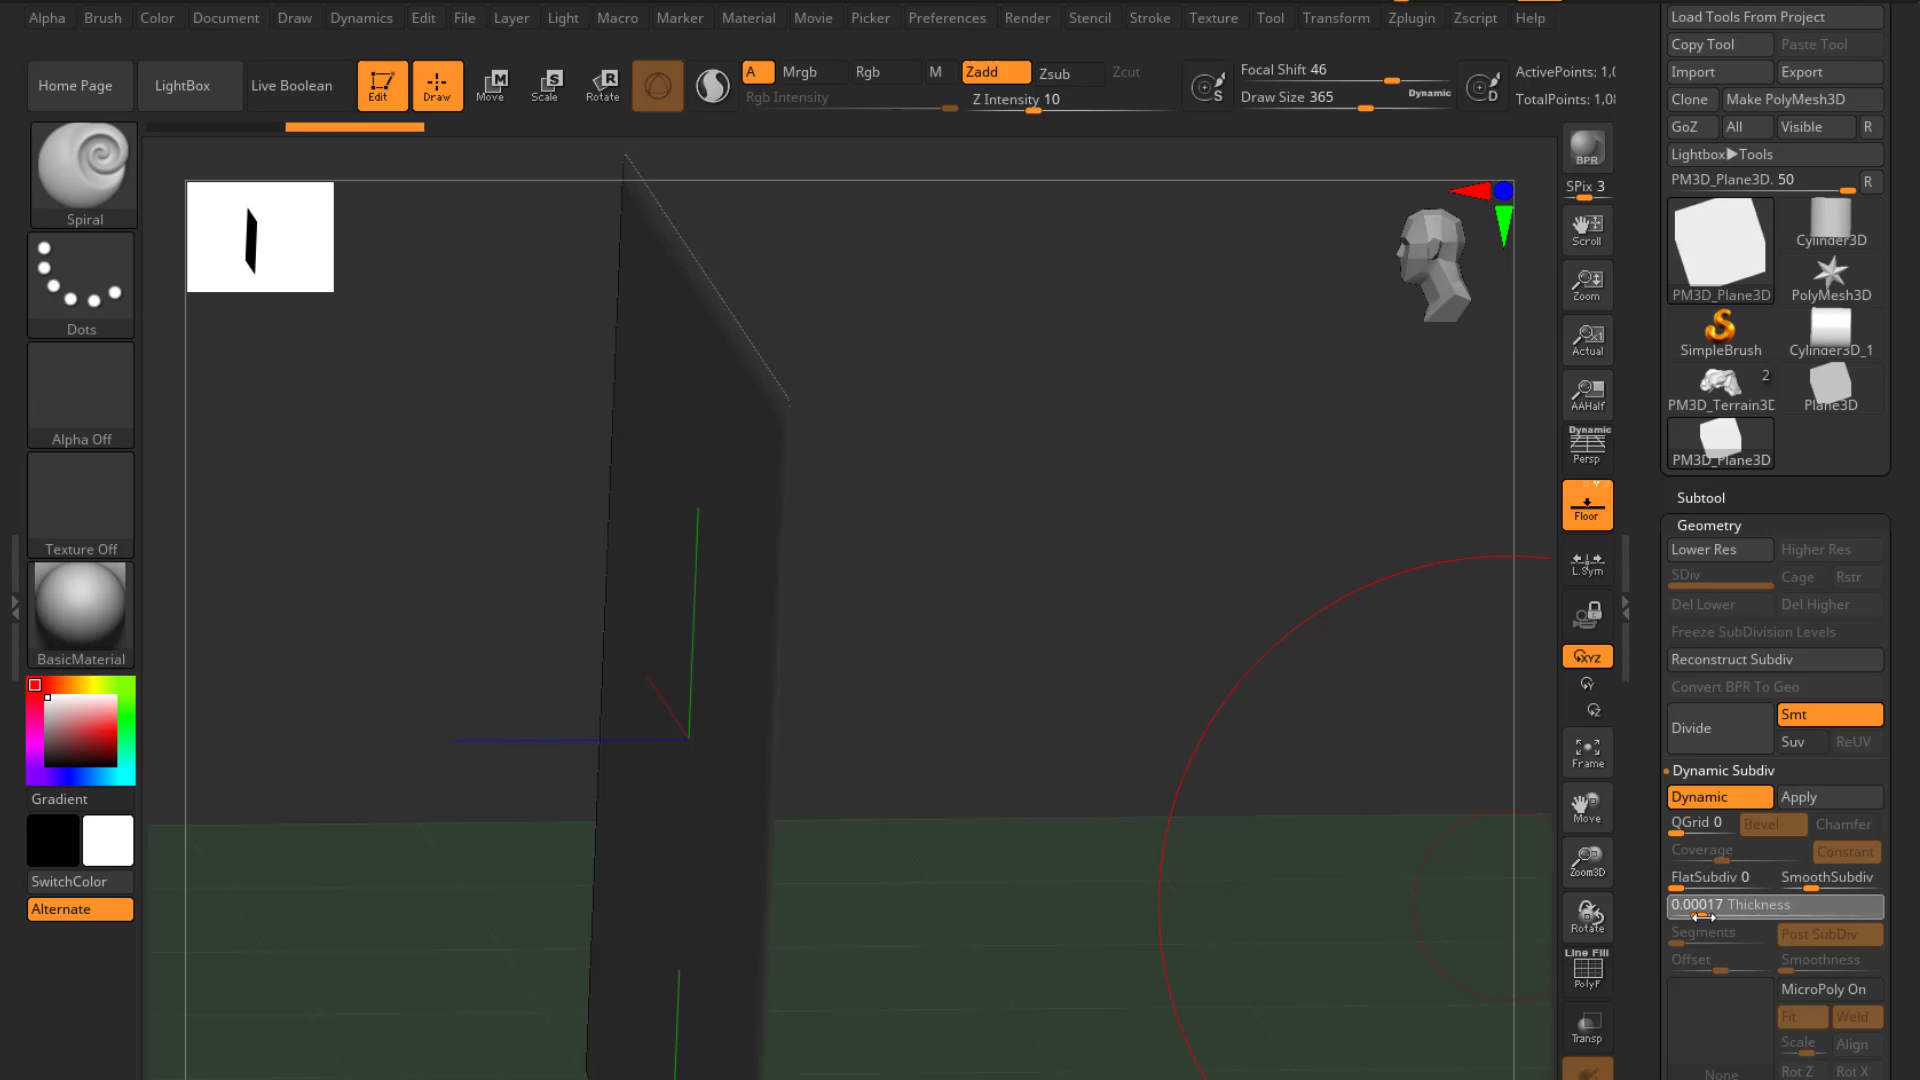 Alpha Brush Color Document Draw Dynamics Edit File Layer Light Macro Marker Material Movie Picker Preferences Render Stencil Stroke Texture Tool Transform Zplugin Zscript Help
Home Page
LightBox
Live Boolean
Edit
Draw
Move
Scale
Rotate
A
Mrgb
Rgb
M
Zadd
Zsub
Zcut
Rgb Intensity
Z Intensity 10
Focal Shift 46
Draw Size 365
Dynamic
ActivePoints: 1,0
TotalPoints: 1,08
Spiral
Dots
Alpha Off
Texture Off
BasicMaterial
Gradient
SwitchColor
Alternate
BPR
SPix 3
Scroll
Zoom
Actual
AAHalf
Dynamic
Persp
Floor
L.Sym
XYZ
Frame
Move
Zoom3D
Rotate
Line Fill
PolyF
Transp
Load Tools From Project
Copy Tool
Paste Tool
Import
Export
Clone
Make PolyMesh3D
GoZ
All
Visible
R
Lightbox▶Tools
PM3D_Plane3D. 50
R
PM3D_Plane3D
Cylinder3D
PolyMesh3D
SimpleBrush
Cylinder3D_1
2
PM3D_Terrain3D
Plane3D
PM3D_Plane3D
Subtool
Geometry
Lower Res
Higher Res
SDiv
Cage
Rstr
Del Lower
Del Higher
Freeze SubDivision Levels
Reconstruct Subdiv
Convert BPR To Geo
Divide
Smt
Suv
ReUV
Dynamic Subdiv
Dynamic
Apply
QGrid 0
Bevel
Chamfer
Coverage
Constant
FlatSubdiv 0
SmoothSubdiv
0.00017 Thickness
Segments
Post SubDiv
Offset
Smoothness
MicroPoly On
Fit
Weld
Scale
Align
None
Rot Z
Rot X